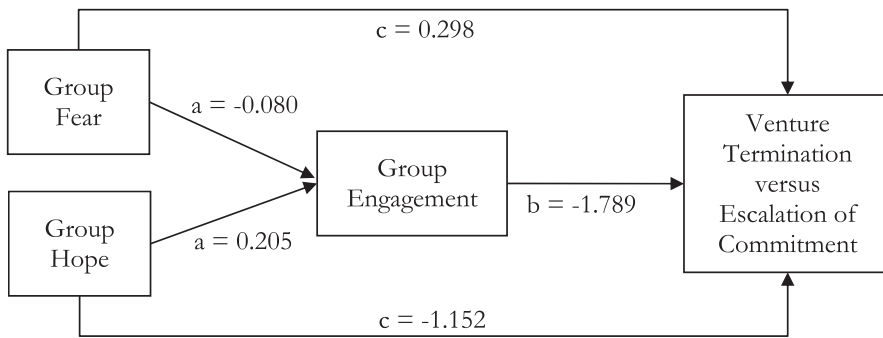 c = 0.298
Group
Fear
a = -0.080
Group
Engagement
b = -1.789
Venture
Termination
versus
Escalation of
Commitment
Group
Hope
a = 0.205
c = -1.152